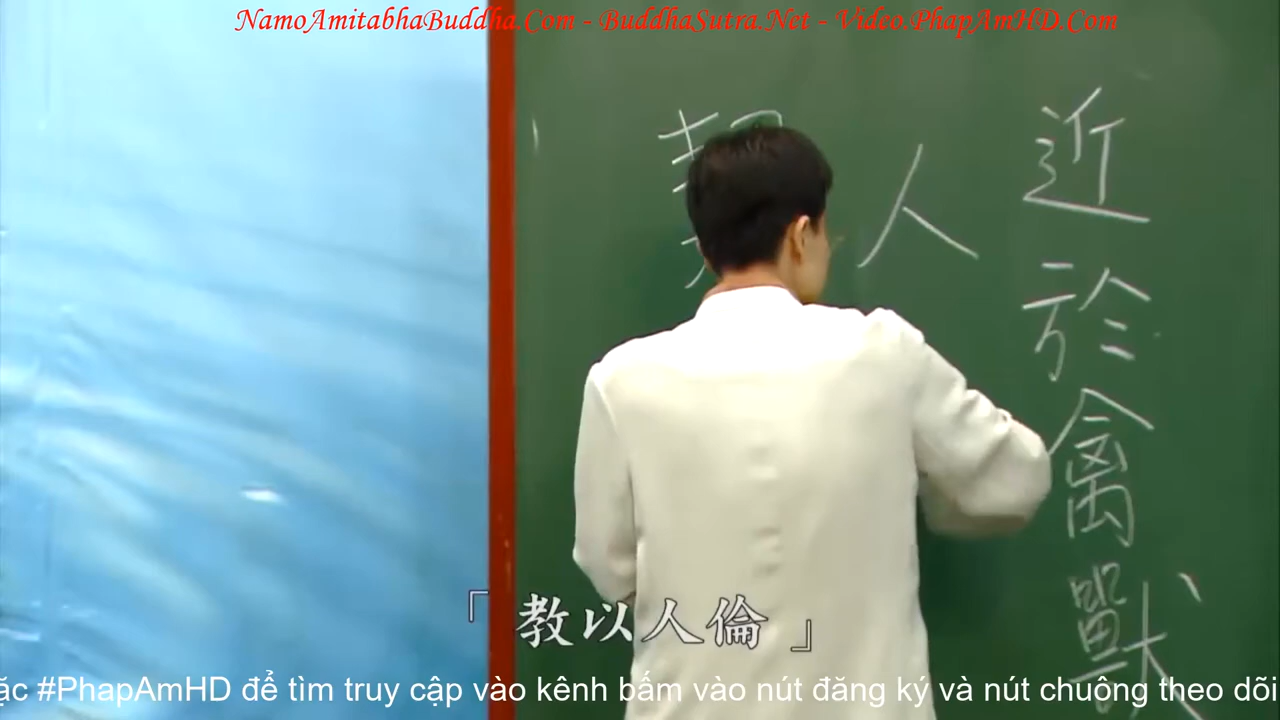 NamoAmitabhaBuddha.Com - BuddhaSutra.Net - Video.PhapAmHD.Com
近於禽獸
人
「教以人倫」
#PhapAmHD để tìm truy cập vào kênh bấm vào nút đăng ký và nút chuông theo dõi